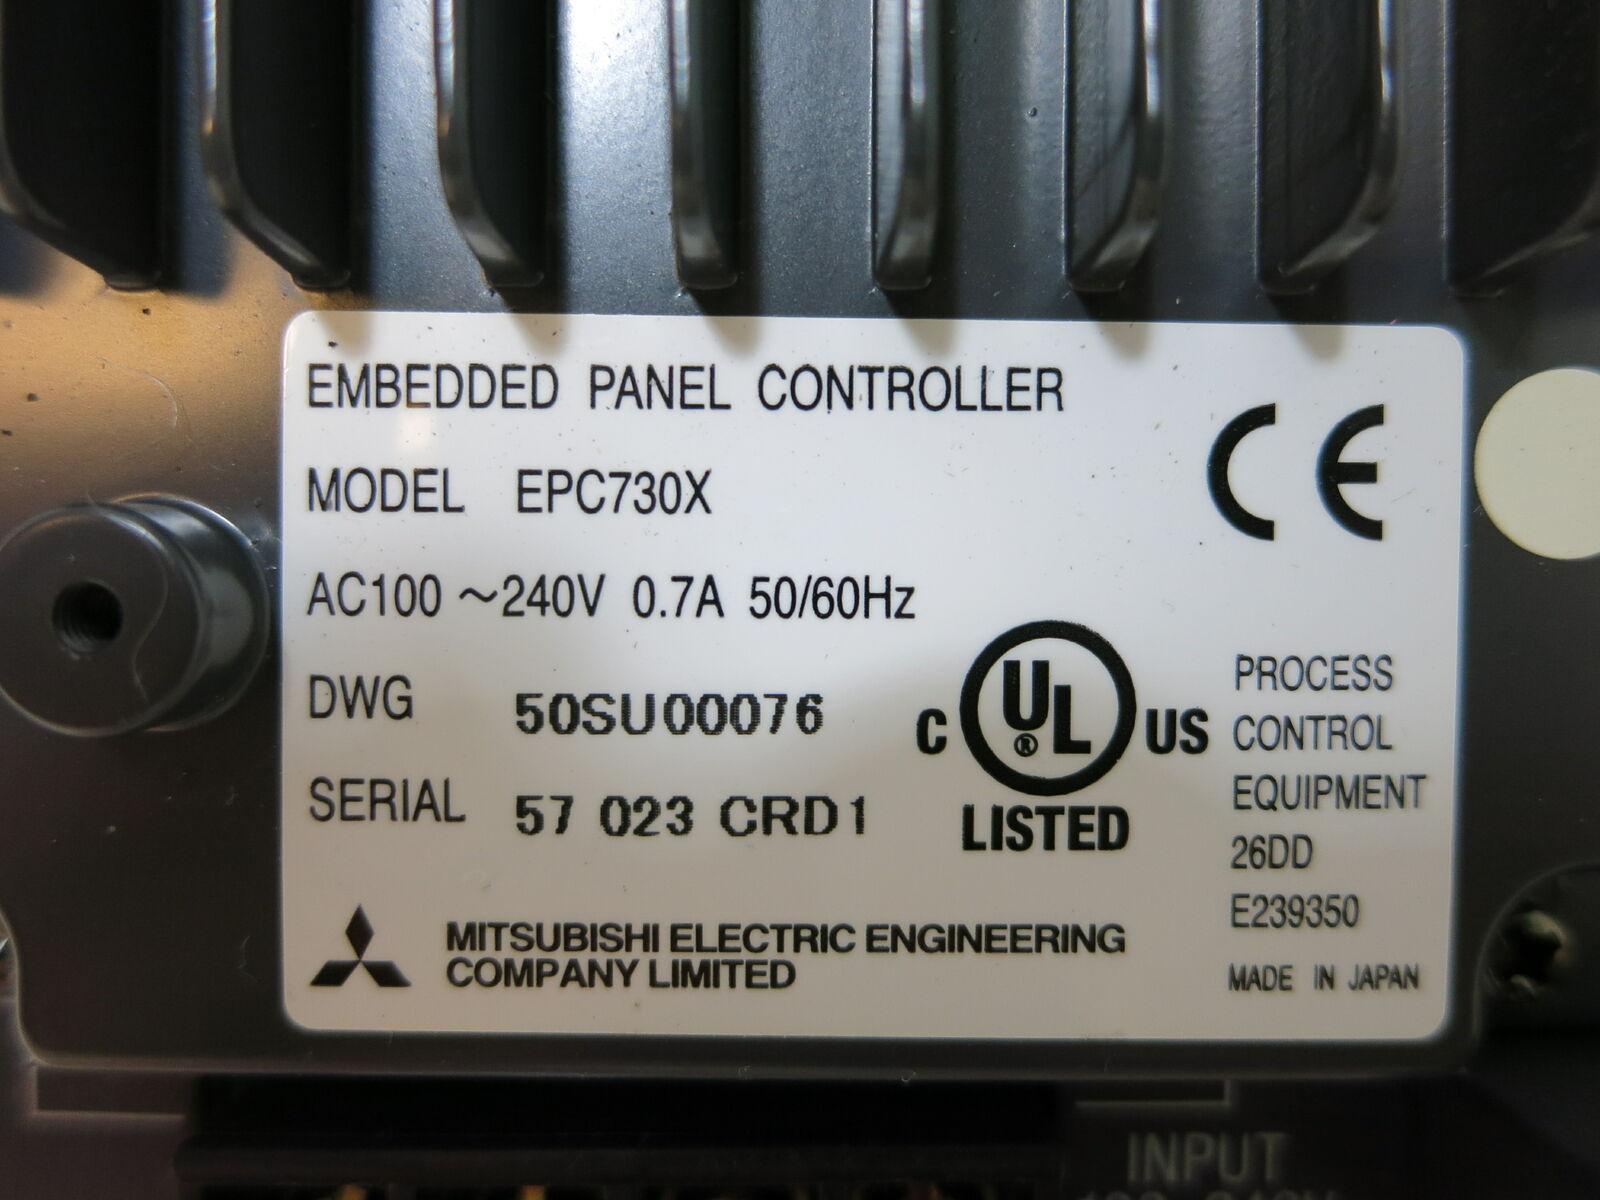 EMBEDDED PANEL CONTROLLER
MODEL EPC730X
CE
AC100～240V 0.7A 50/60Hz
DWG 50SU00076
SERIAL 57 023 CRD1
C UL® US
LISTED
PROCESS
CONTROL
EQUIPMENT
26DD
E239350
MADE IN JAPAN
MITSUBISHI ELECTRIC ENGINEERING
COMPANY LIMITED
INPUT